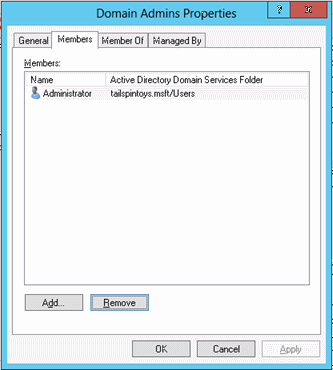 Domain Admins Properties
?
General Members Member Of Managed By
Members:
Name Active Directory Domain Services Folder
Administrator tailspintoys.msft/Users
Add... Remove
OK Cancel Apply